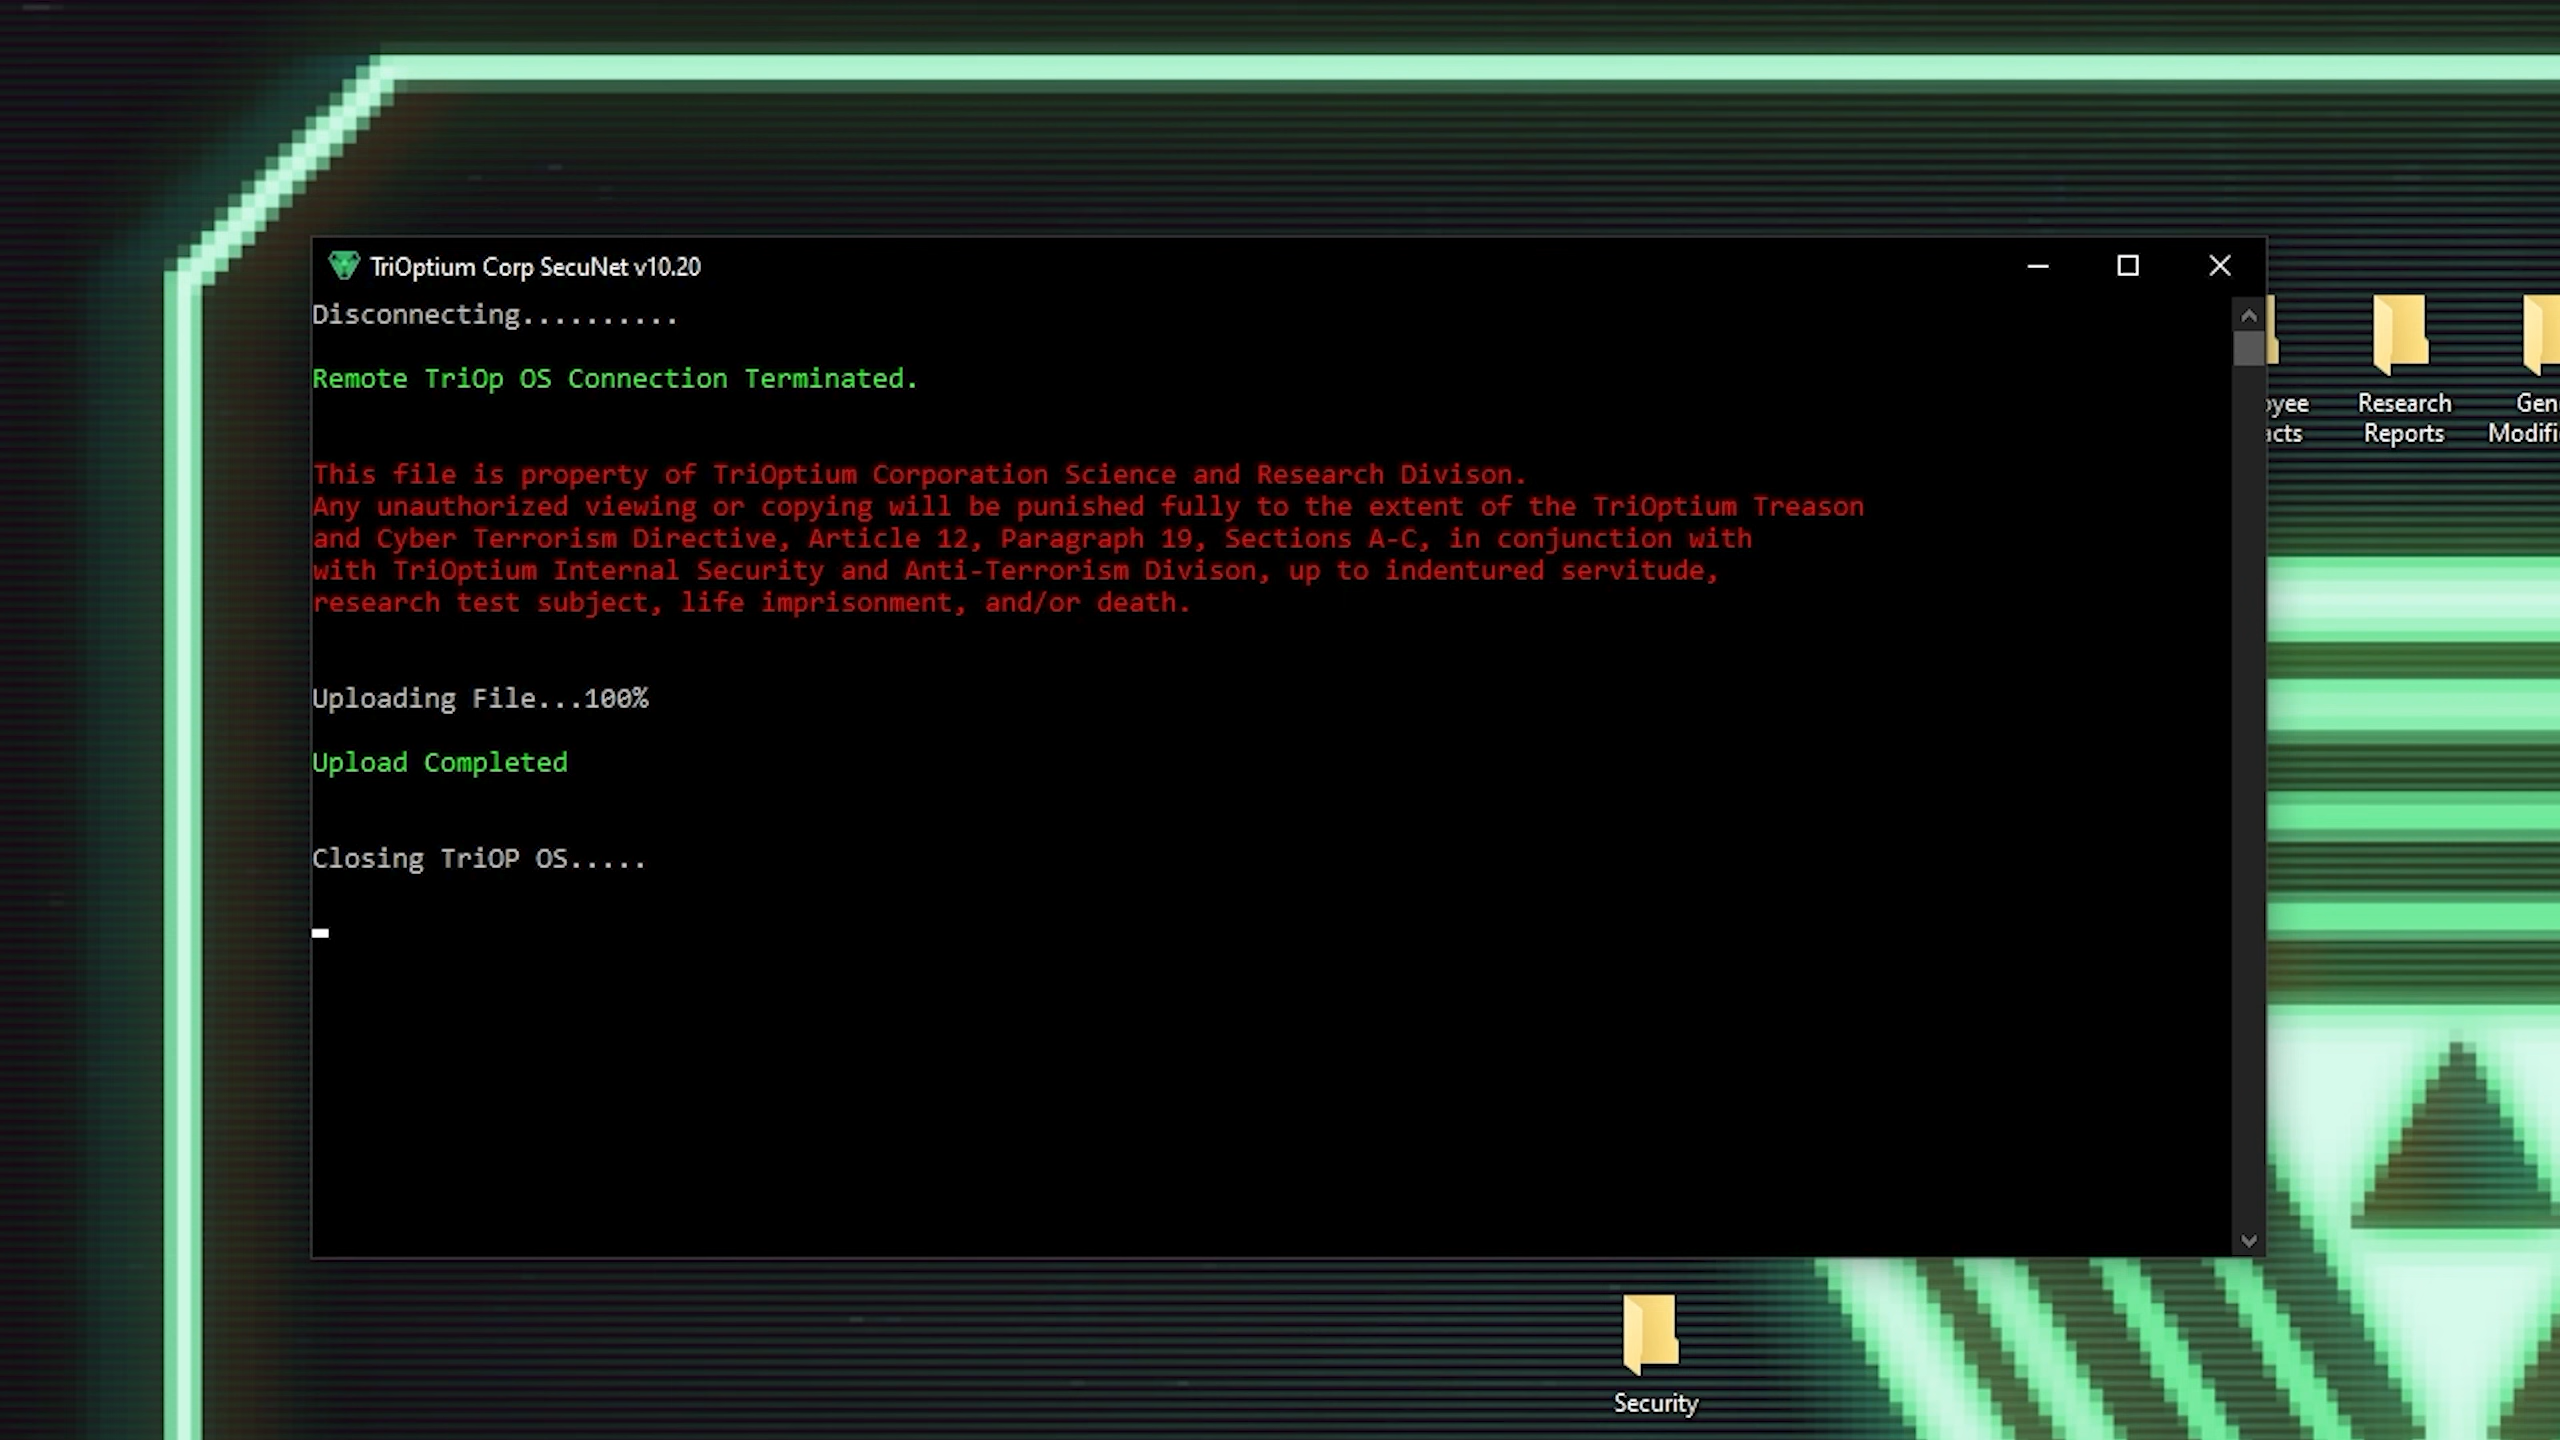 TriOptium Corp SecuNet v10.20
Disconnecting..........
Remote TriOp OS Connection Terminated.
This file is property of TriOptium Corporation Science and Research Divison.
Any unauthorized viewing or copying will be punished fully to the extent of the TriOptium Treason
and Cyber Terrorism Directive, Article 12, Paragraph 19, Sections A-C, in conjunction with
with TriOptium Internal Security and Anti-Terrorism Divison, up to indentured servitude,
research test subject, life imprisonment, and/or death.
Uploading File...100%
Upload Completed
Closing TriOP OS.....
Research
Reports
Security